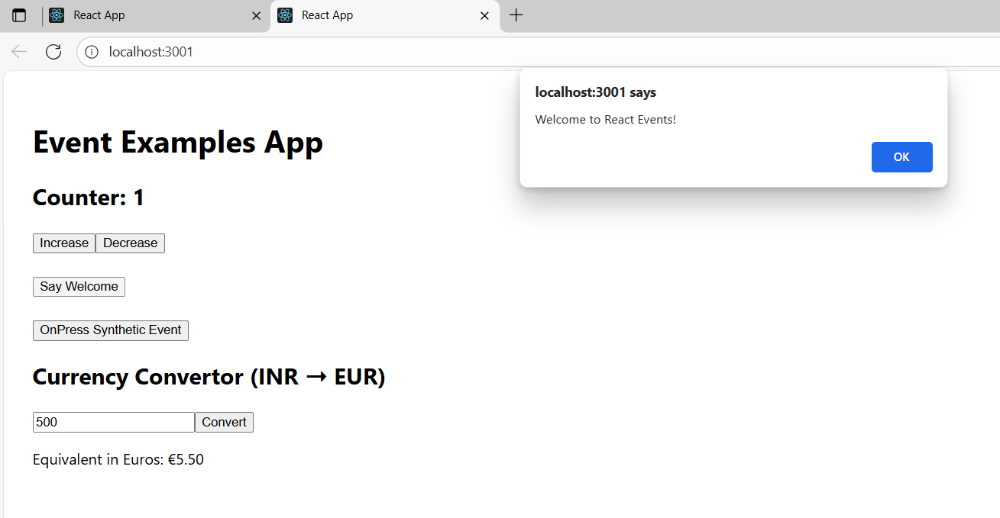 React App
React App
localhost:3001
localhost:3001 says
Welcome to React Events!
OK
Event Examples App
Counter: 1
Increase Decrease
Say Welcome
OnPress Synthetic Event
Currency Convertor (INR → EUR)
500 Convert
Equivalent in Euros: €5.50